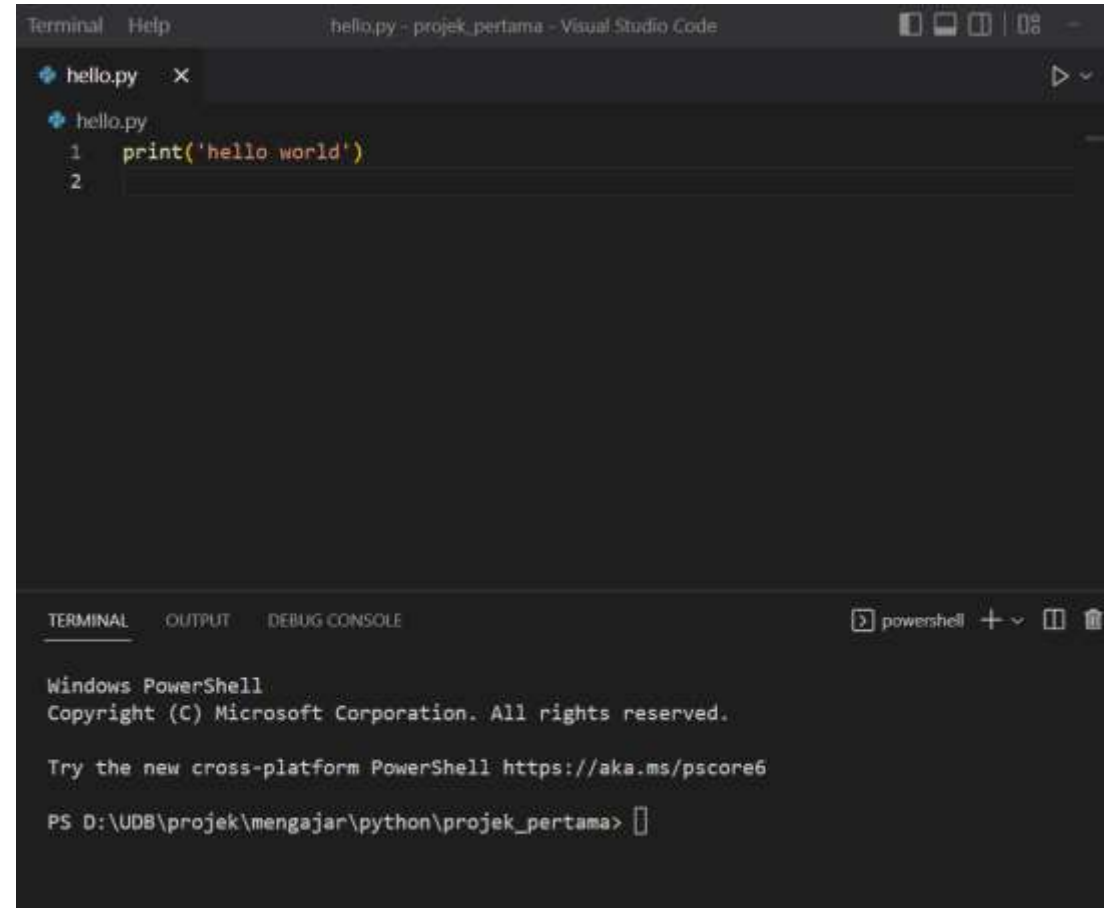 Terminal Help hello.py - projek_pertama - Visual Studio Code
hello.py
hello.py
1 print('hello world')
2
TERMINAL OUTPUT DEBUG CONSOLE powershell
Windows PowerShell
Copyright (C) Microsoft Corporation. All rights reserved.
Try the new cross-platform PowerShell https://aka.ms/pscore6
PS D:\UDB\projek\mengajar\python\projek_pertama>